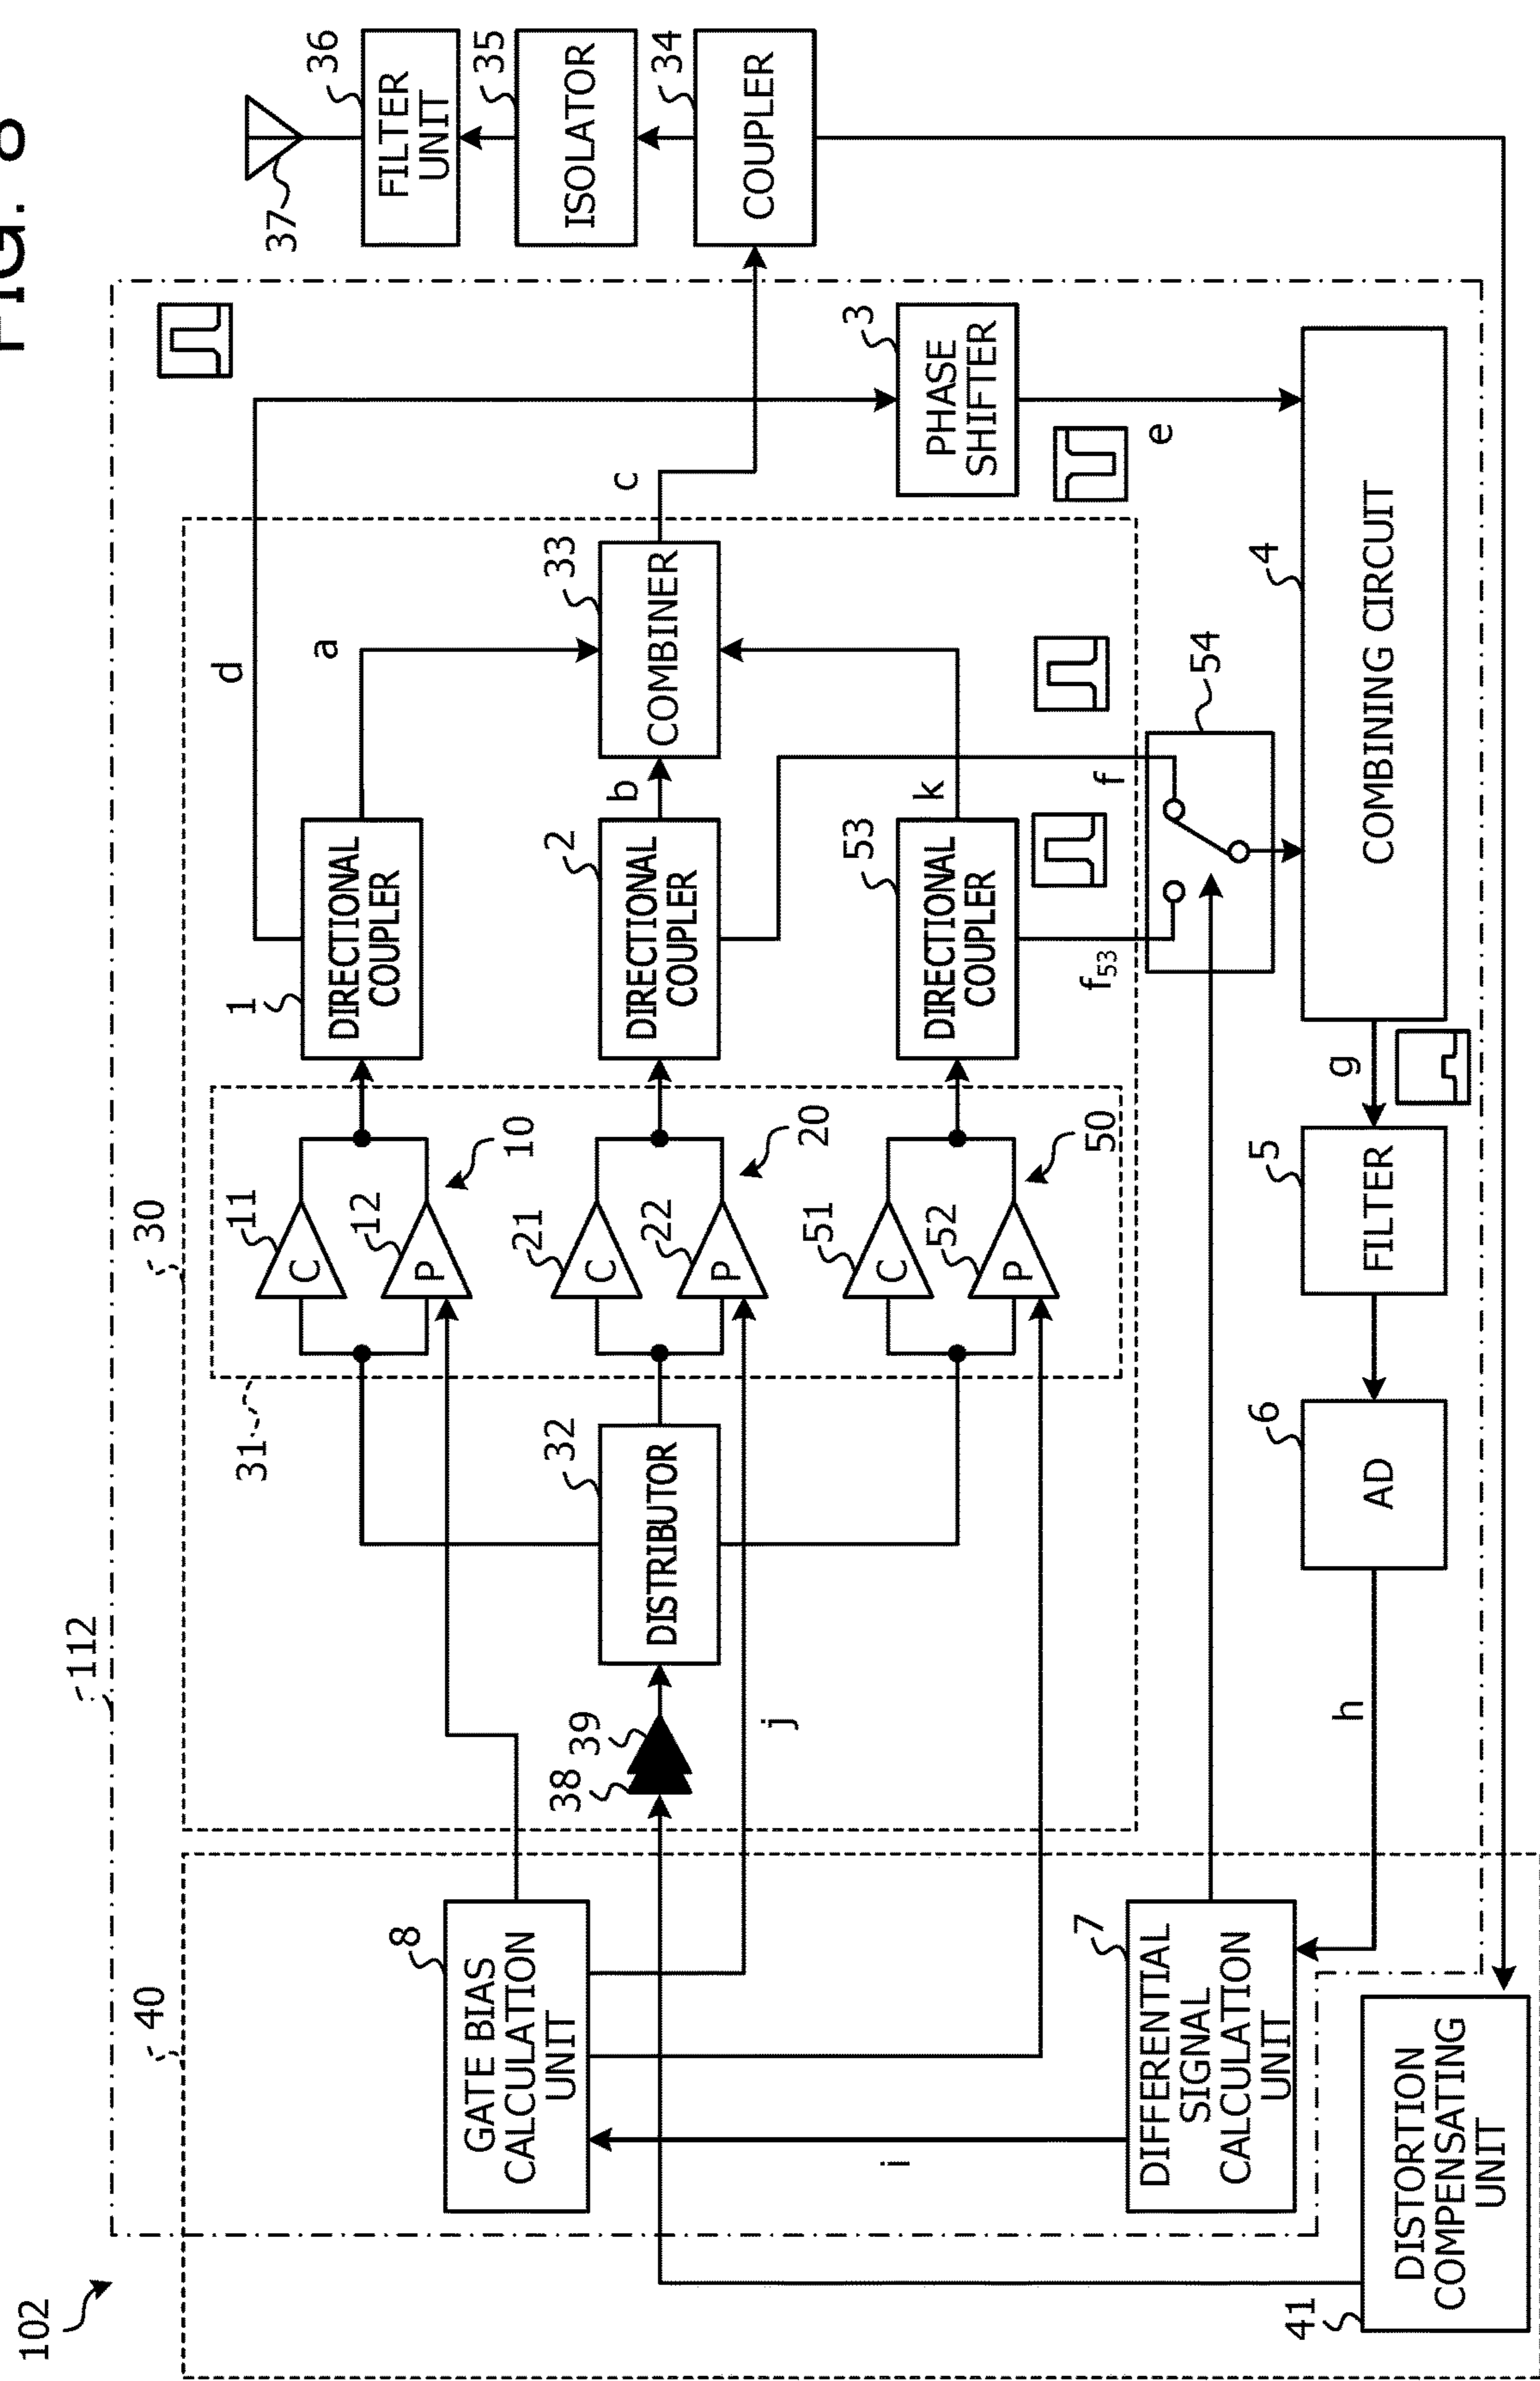 FIG. 8
102
112
40
30
31
8
GATE BIAS
CALCULATION
UNIT
38
39
j
32
DISTRIBUTOR
11
C
12
P
10
21
C
22
P
20
51
C
52
P
50
1
DIRECTIONAL
COUPLER
2
DIRECTIONAL
COUPLER
53
DIRECTIONAL
COUPLER
d
a
b
k
f
f53
33
COMBINER
c
37
36
FILTER
UNIT
35
ISOLATOR
34
COUPLER
3
PHASE
SHIFTER
e
54
4
COMBINING CIRCUIT
g
5
FILTER
6
AD
h
7
DIFFERENTIAL
SIGNAL
CALCULATION
UNIT
i
41
DISTORTION
COMPENSATING
UNIT